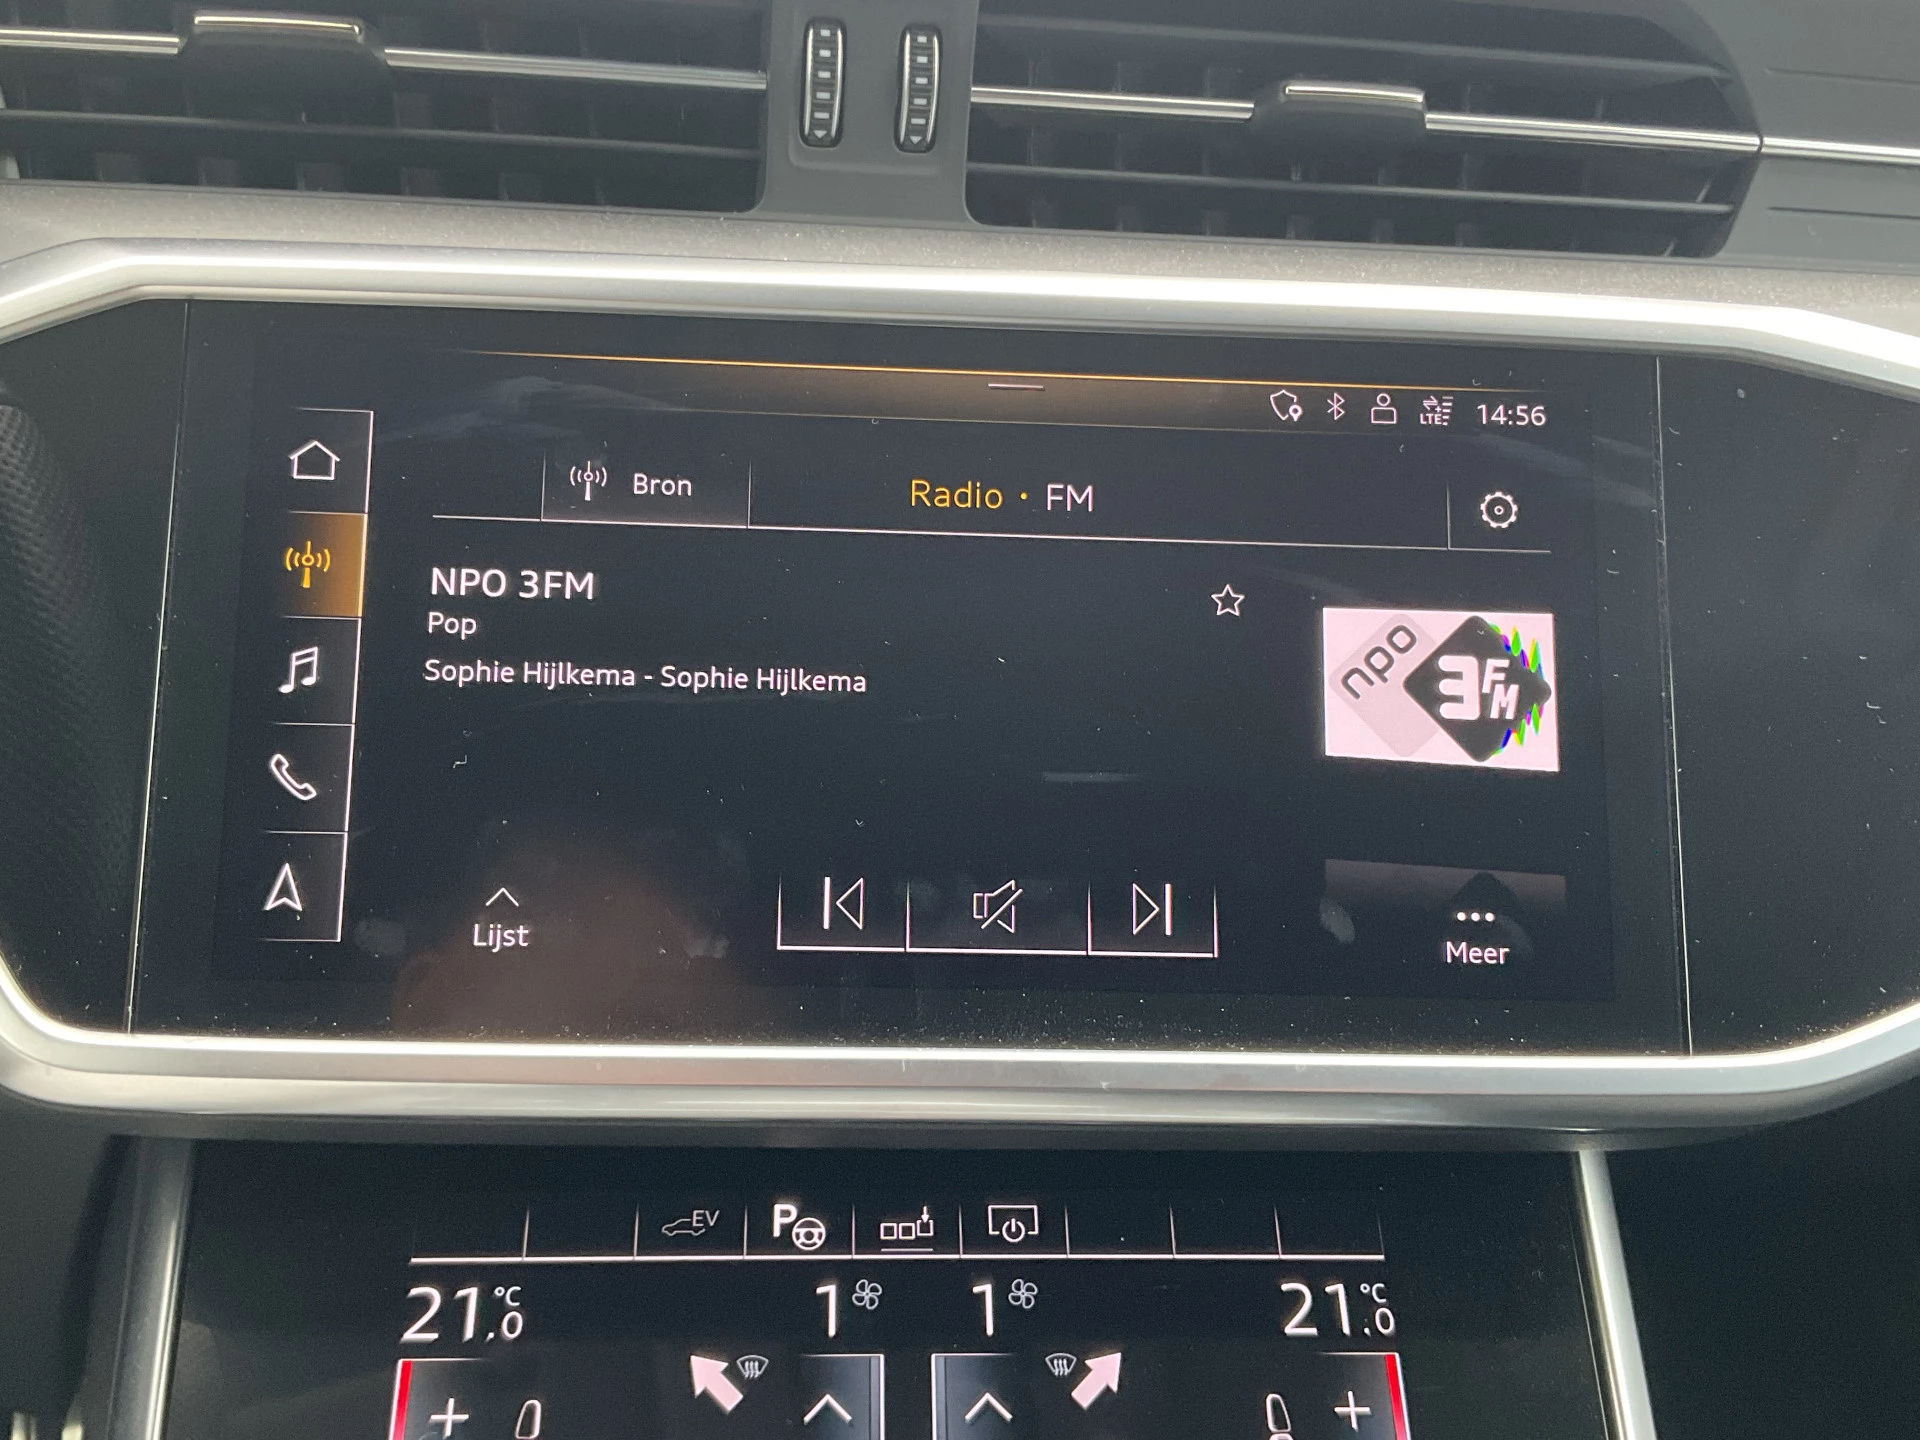 LTE 14:56
Bron
Radio • FM
NPO 3FM
Pop
Sophie Hijlkema - Sophie Hijlkema
npo
3FM
Lijst
Meer
EV
P
21.0 °C 1 1 21.0 °C